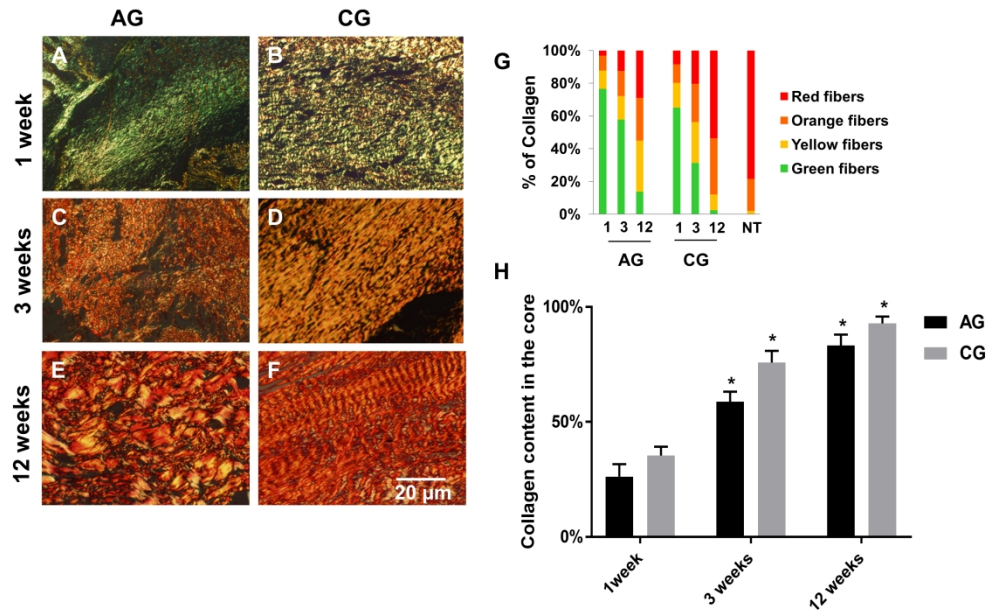 AG CG
1 week
A B
3 weeks
C D
12 weeks
E F
20 µm
G
% of Collagen
100%
80%
60%
40%
20%
0%
1 3 12 1 3 12 NT
AG CG
Red fibers
Orange fibers
Yellow fibers
Green fibers
H
Collagen content in the core
100%
50%
0%
* * * *
1week 3 weeks 12 weeks
AG
CG